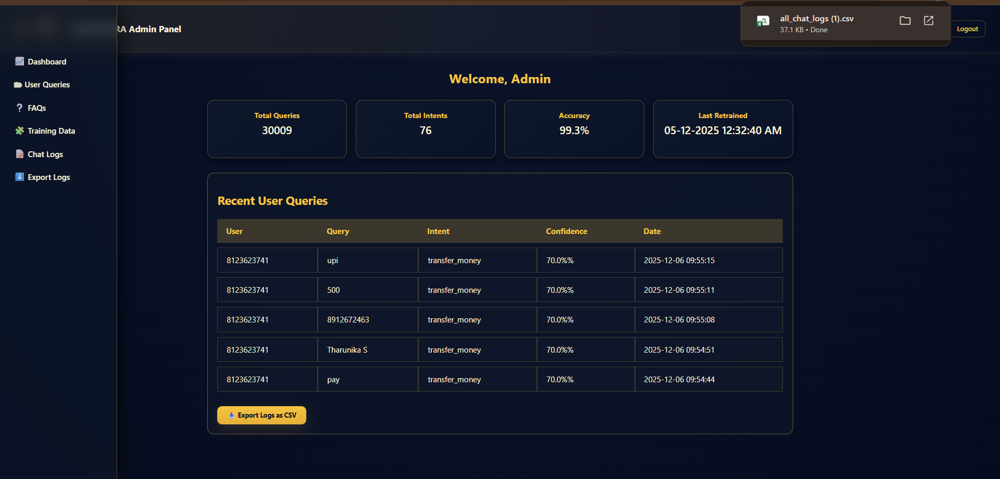 RA Admin Panel
all_chat_logs (1).csv
37.1 KB • Done
Logout
Dashboard
User Queries
FAQs
Training Data
Chat Logs
Export Logs
Welcome, Admin
Total Queries
30009
Total Intents
76
Accuracy
99.3%
Last Retrained
05-12-2025 12:32:40 AM
Recent User Queries
User Query Intent Confidence Date
8123623741 upi transfer_money 70.0%% 2025-12-06 09:55:15
8123623741 500 transfer_money 70.0%% 2025-12-06 09:55:11
8123623741 8912672463 transfer_money 70.0%% 2025-12-06 09:55:08
8123623741 Tharunika S transfer_money 70.0%% 2025-12-06 09:54:51
8123623741 pay transfer_money 70.0%% 2025-12-06 09:54:44
Export Logs as CSV